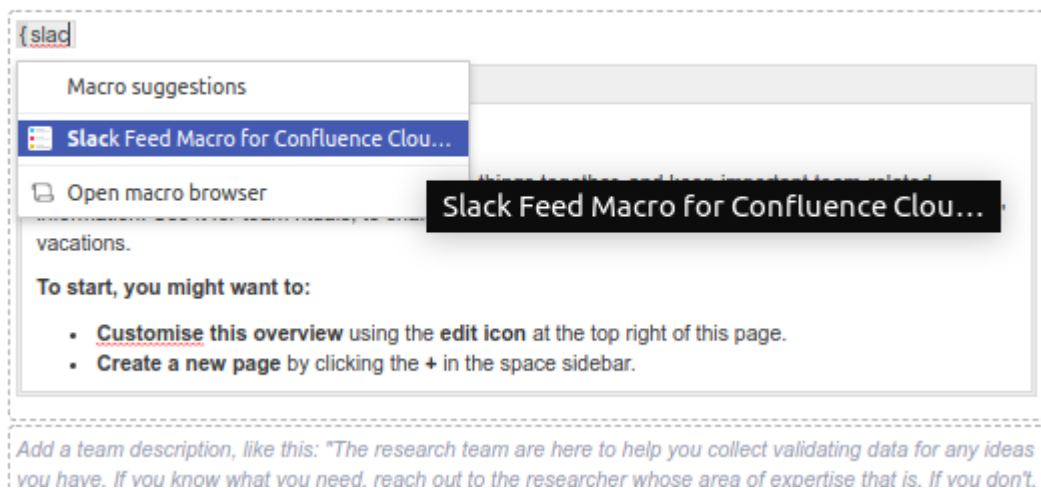 {slac
Macro suggestions
Slack Feed Macro for Confluence Clou...
Open macro browser
Slack Feed Macro for Confluence Clou...
vacations.
To start, you might want to:
• Customise this overview using the edit icon at the top right of this page.
• Create a new page by clicking the + in the space sidebar.
Add a team description, like this: "The research team are here to help you collect validating data for any ideas
you have. If you know what you need, reach out to the researcher whose area of expertise that is. If you don't,